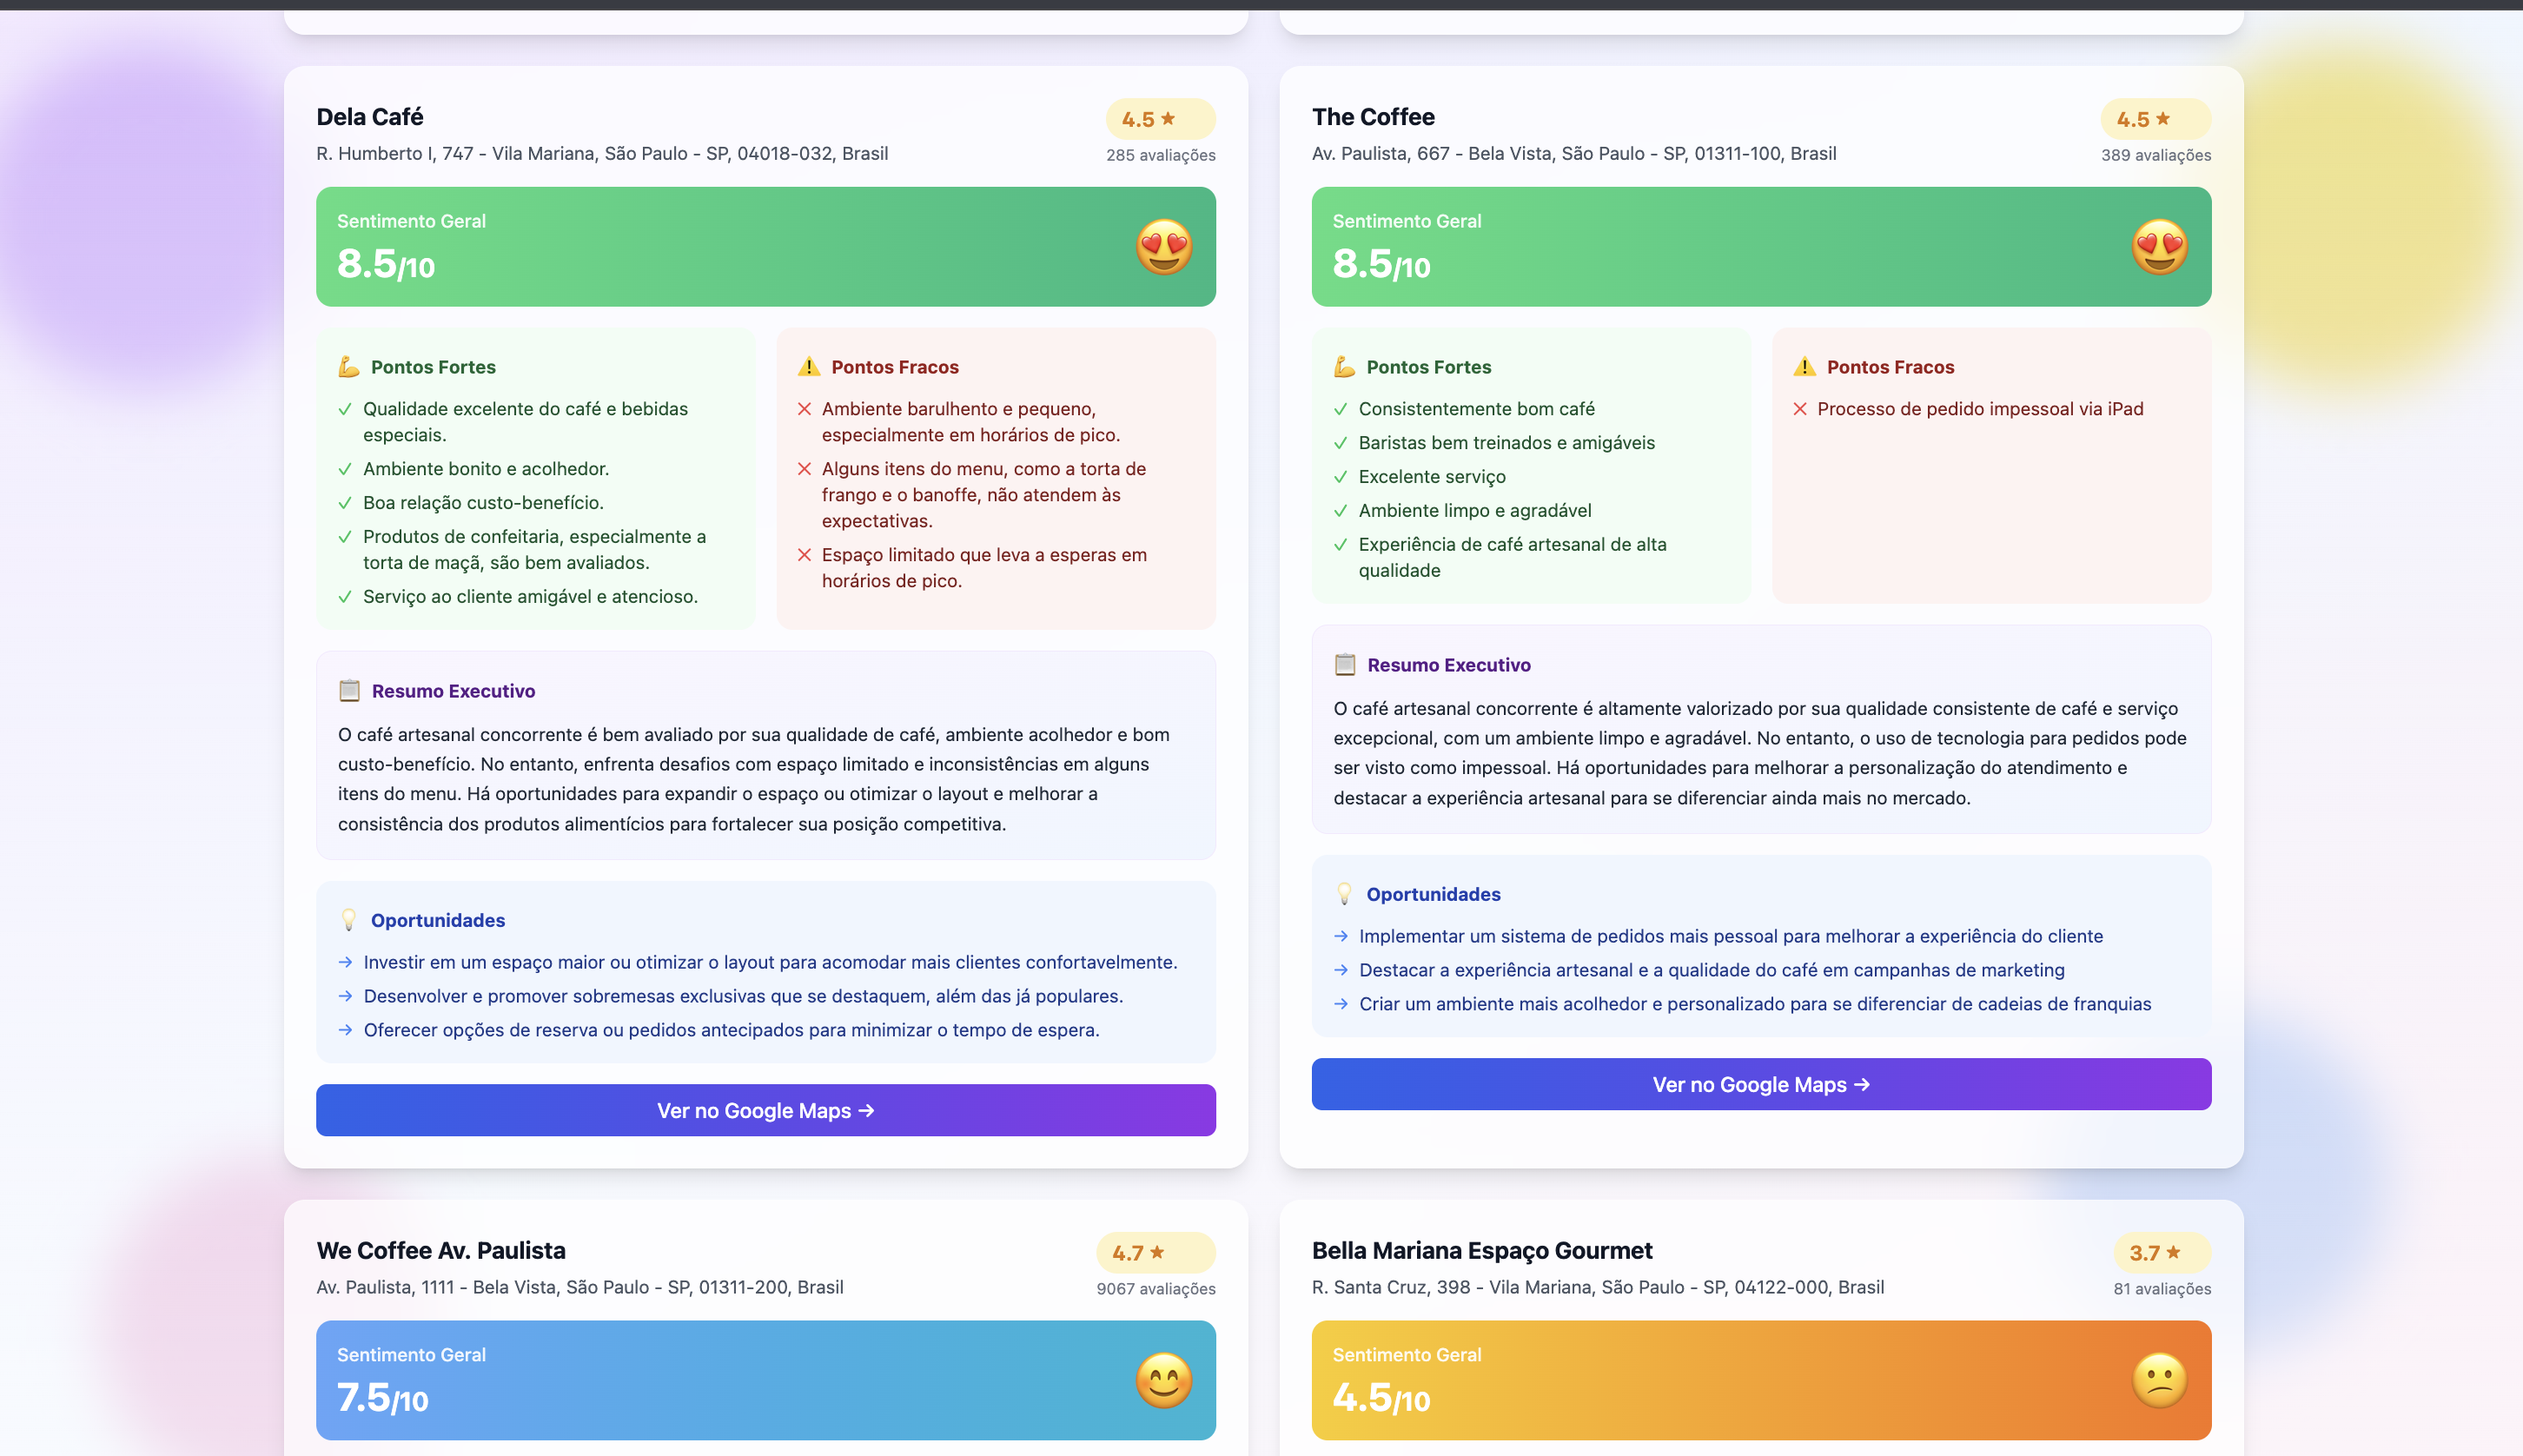 Dela Café
4.5 ★
R. Humberto I, 747 - Vila Mariana, São Paulo - SP, 04018-032, Brasil
285 avaliações
Sentimento Geral
8.5/10
Pontos Fortes
✓ Qualidade excelente do café e bebidas
especiais.
✓ Ambiente bonito e acolhedor.
✓ Boa relação custo-benefício.
✓ Produtos de confeitaria, especialmente a
torta de maçã, são bem avaliados.
✓ Serviço ao cliente amigável e atencioso.
Pontos Fracos
✕ Ambiente barulhento e pequeno,
especialmente em horários de pico.
✕ Alguns itens do menu, como a torta de
frango e o banoffe, não atendem às
expectativas.
✕ Espaço limitado que leva a esperas em
horários de pico.
Resumo Executivo
O café artesanal concorrente é bem avaliado por sua qualidade de café, ambiente acolhedor e bom
custo-benefício. No entanto, enfrenta desafios com espaço limitado e inconsistências em alguns
itens do menu. Há oportunidades para expandir o espaço ou otimizar o layout e melhorar a
consistência dos produtos alimentícios para fortalecer sua posição competitiva.
Oportunidades
→ Investir em um espaço maior ou otimizar o layout para acomodar mais clientes confortavelmente.
→ Desenvolver e promover sobremesas exclusivas que se destaquem, além das já populares.
→ Oferecer opções de reserva ou pedidos antecipados para minimizar o tempo de espera.
Ver no Google Maps →
The Coffee
4.5 ★
Av. Paulista, 667 - Bela Vista, São Paulo - SP, 01311-100, Brasil
389 avaliações
Sentimento Geral
8.5/10
Pontos Fortes
✓ Consistentemente bom café
✓ Baristas bem treinados e amigáveis
✓ Excelente serviço
✓ Ambiente limpo e agradável
✓ Experiência de café artesanal de alta
qualidade
Pontos Fracos
✕ Processo de pedido impessoal via iPad
Resumo Executivo
O café artesanal concorrente é altamente valorizado por sua qualidade consistente de café e serviço
excepcional, com um ambiente limpo e agradável. No entanto, o uso de tecnologia para pedidos pode
ser visto como impessoal. Há oportunidades para melhorar a personalização do atendimento e
destacar a experiência artesanal para se diferenciar ainda mais no mercado.
Oportunidades
→ Implementar um sistema de pedidos mais pessoal para melhorar a experiência do cliente
→ Destacar a experiência artesanal e a qualidade do café em campanhas de marketing
→ Criar um ambiente mais acolhedor e personalizado para se diferenciar de cadeias de franquias
Ver no Google Maps →
We Coffee Av. Paulista
4.7 ★
Av. Paulista, 1111 - Bela Vista, São Paulo - SP, 01311-200, Brasil
9067 avaliações
Sentimento Geral
7.5/10
Bella Mariana Espaço Gourmet
3.7 ★
R. Santa Cruz, 398 - Vila Mariana, São Paulo - SP, 04122-000, Brasil
81 avaliações
Sentimento Geral
4.5/10